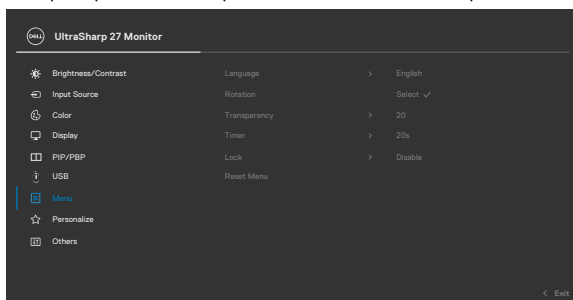 DELL UltraSharp 27 Monitor
Brightness/Contrast Language > English
Input Source Rotation Select ✓
Color Transparency > 20
Display Timer > 20s
PIP/PBP Lock > Disable
USB Reset Menu
Menu
Personalize
Others
< Exit